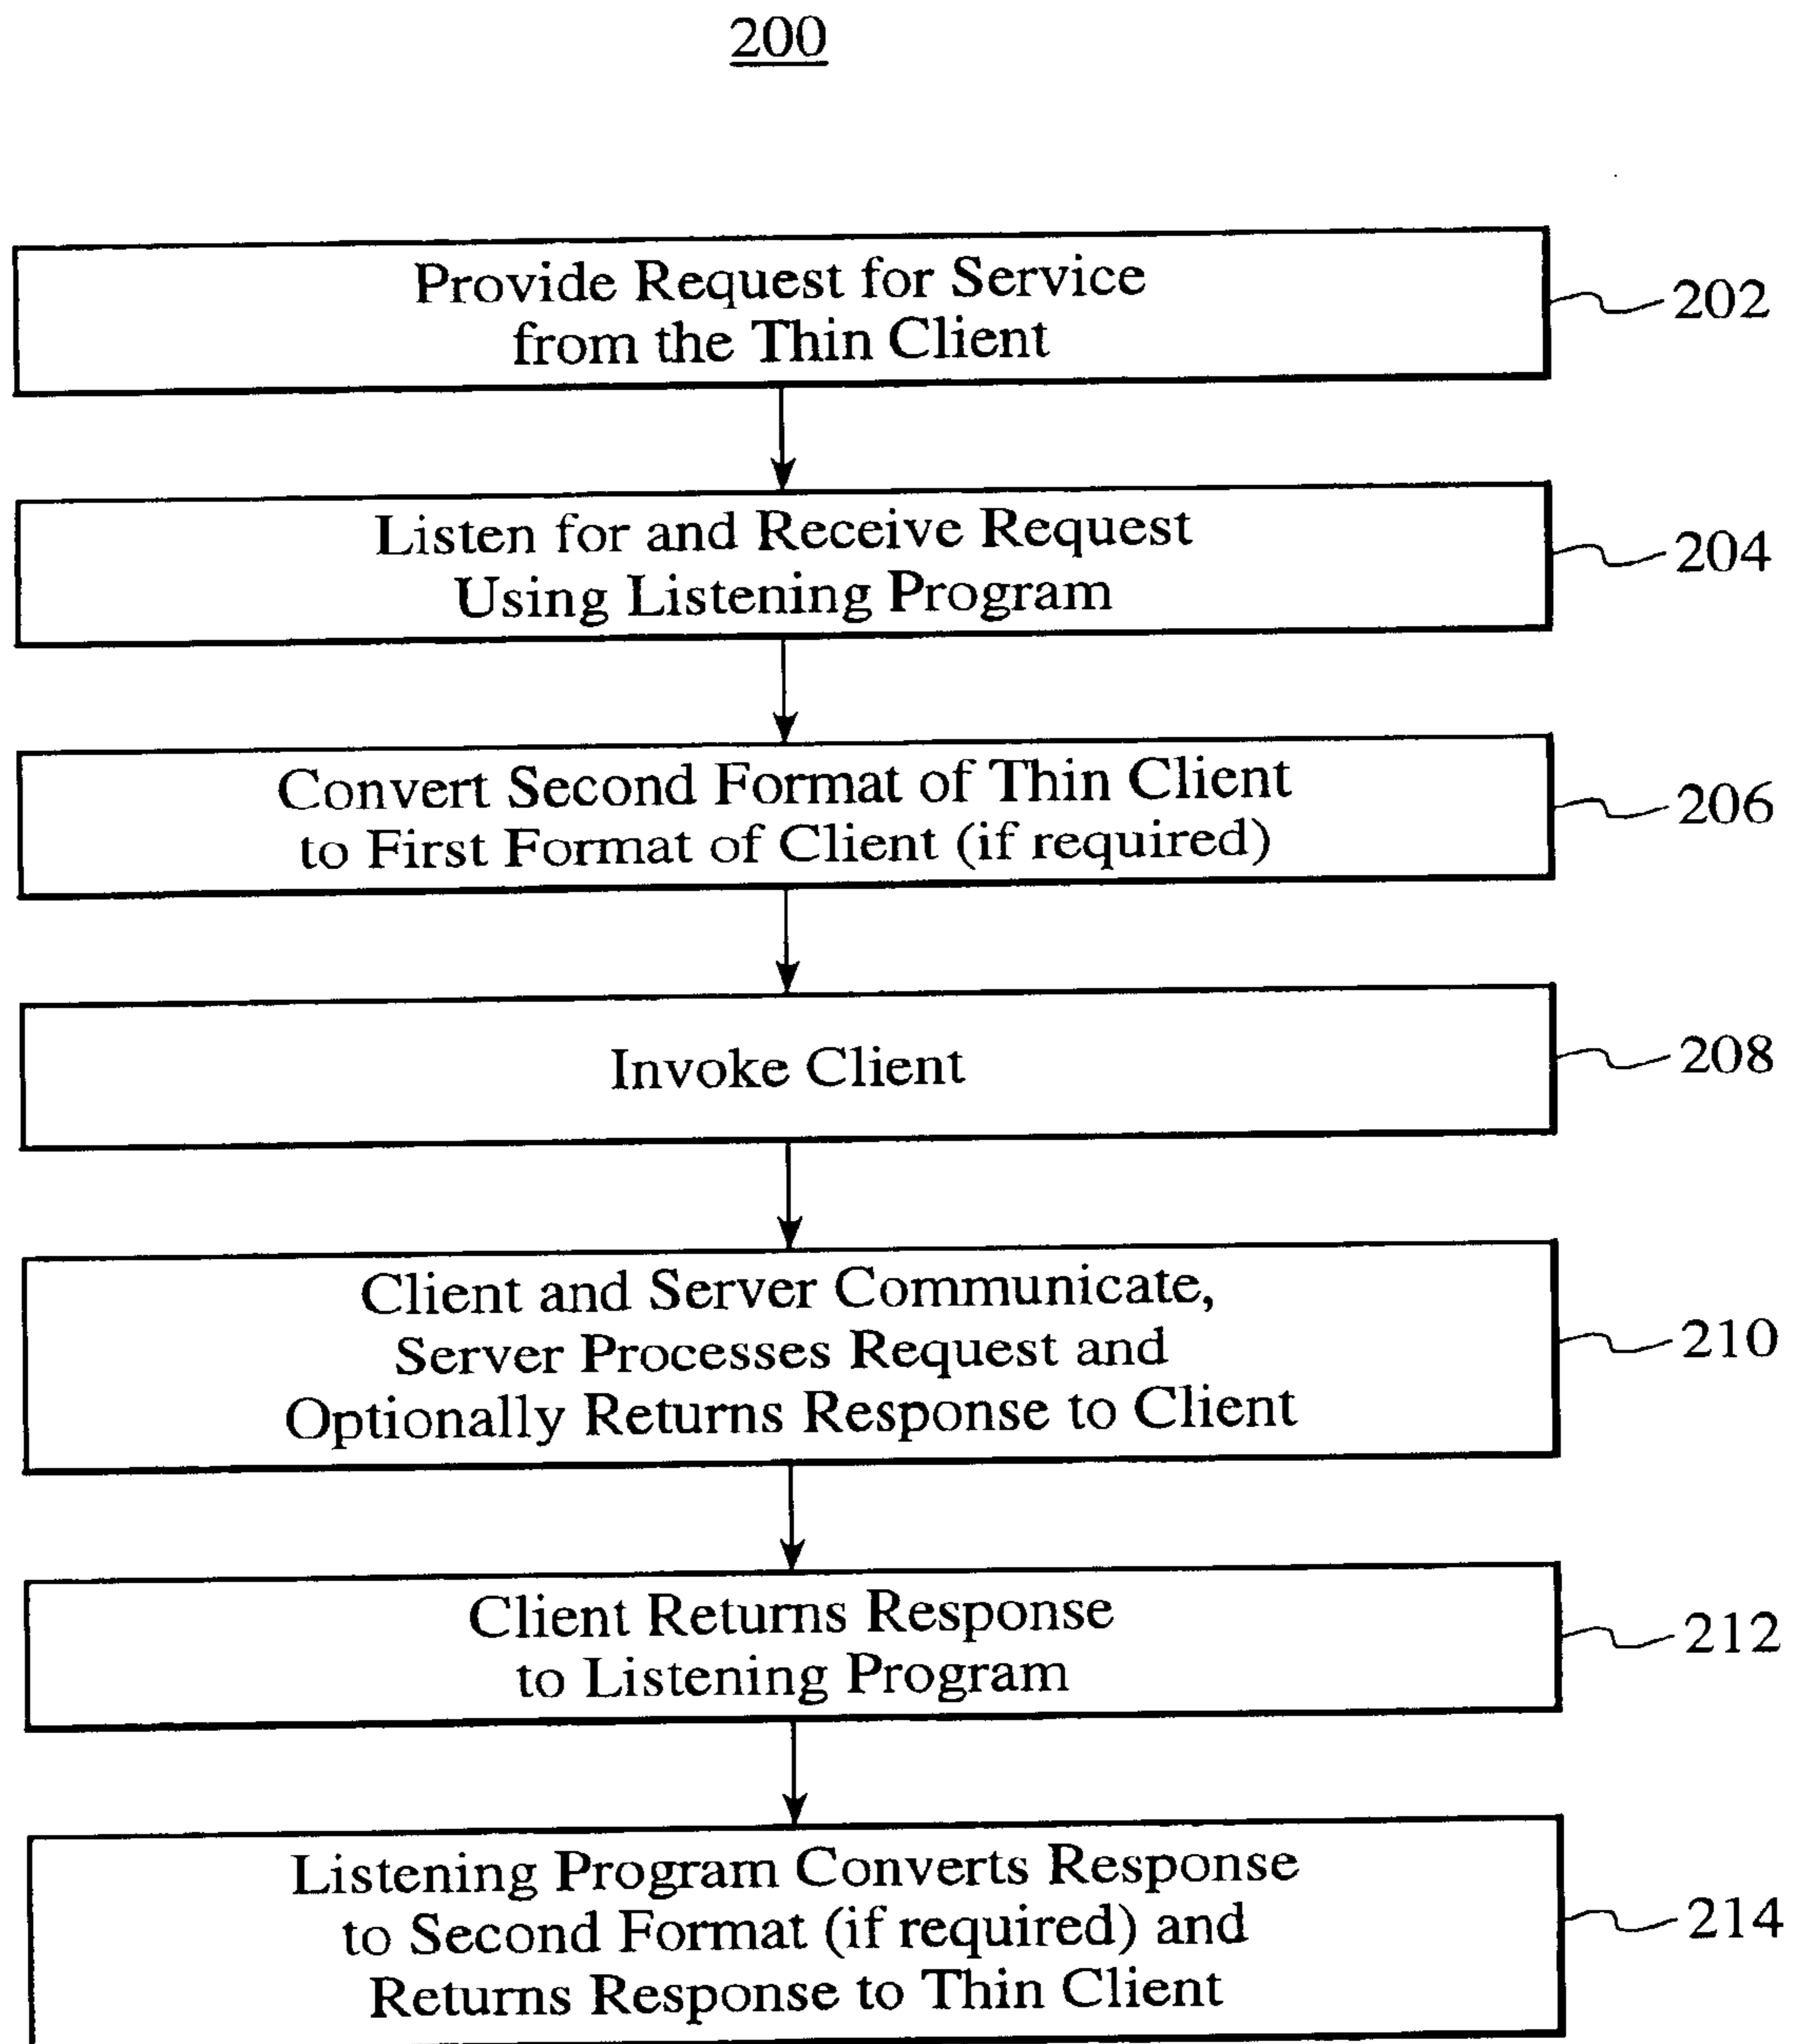 200
Provide Request for Service
from the Thin Client
202
Listen for and Receive Request
Using Listening Program
204
Convert Second Format of Thin Client
to First Format of Client (if required)
206
Invoke Client
208
Client and Server Communicate,
Server Processes Request and
Optionally Returns Response to Client
210
Client Returns Response
to Listening Program
212
Listening Program Converts Response
to Second Format (if required) and
Returns Response to Thin Client
214